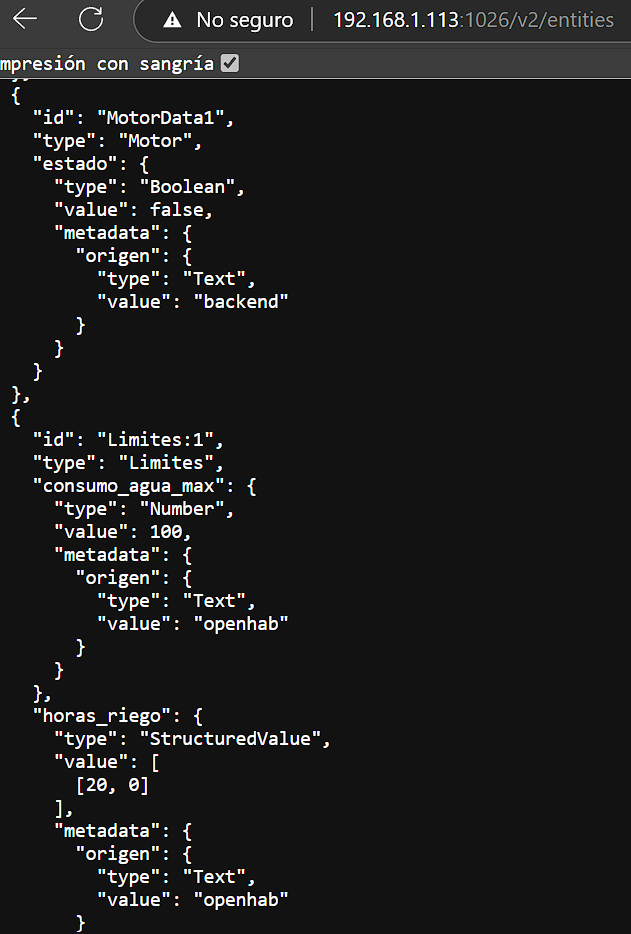 No seguro | 192.168.1.113:1026/v2/entities
mpresión con sangría
{
"id": "MotorData1",
"type": "Motor",
"estado": {
"type": "Boolean",
"value": false,
"metadata": {
"origen": {
"type": "Text",
"value": "backend"
}
}
}
},
{
"id": "Limites:1",
"type": "Limites",
"consumo_agua_max": {
"type": "Number",
"value": 100,
"metadata": {
"origen": {
"type": "Text",
"value": "openhab"
}
}
},
"horas_riego": {
"type": "StructuredValue",
"value": [
[20, 0]
],
"metadata": {
"origen": {
"type": "Text",
"value": "openhab"
}